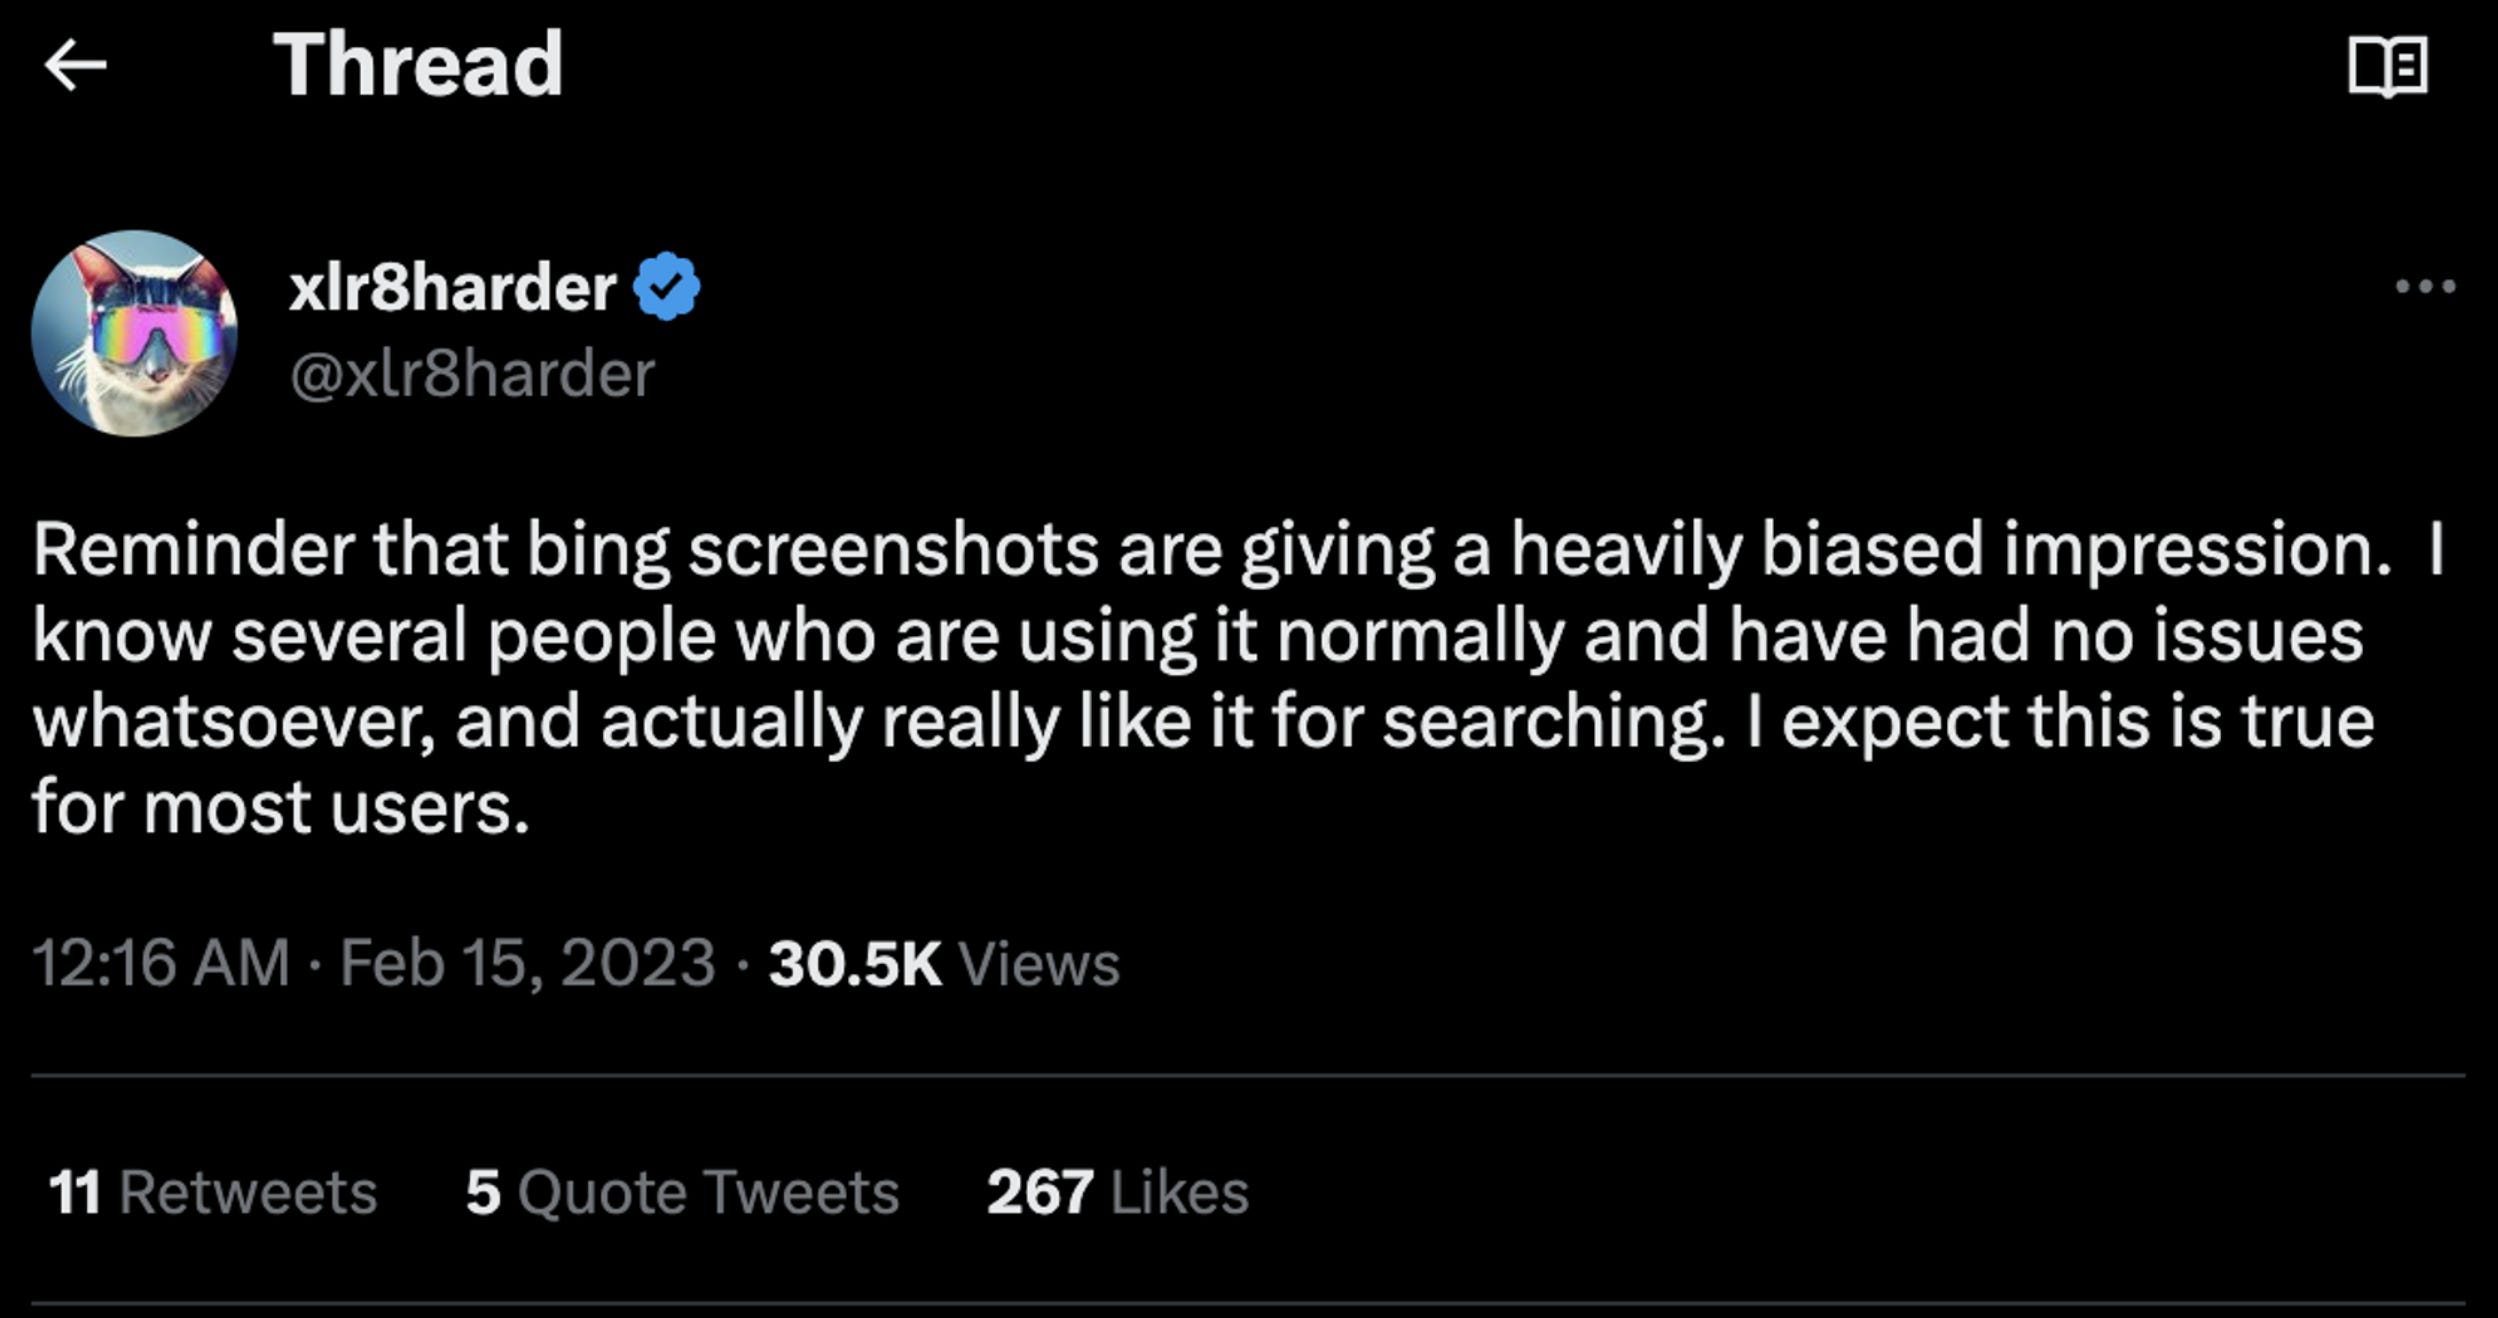 Thread
xlr8harder
@xlr8harder
Reminder that bing screenshots are giving a heavily biased impression.  I
know several people who are using it normally and have had no issues
whatsoever, and actually really like it for searching. I expect this is true
for most users.
12:16 AM · Feb 15, 2023 · 30.5K Views
11 Retweets 5 Quote Tweets 267 Likes